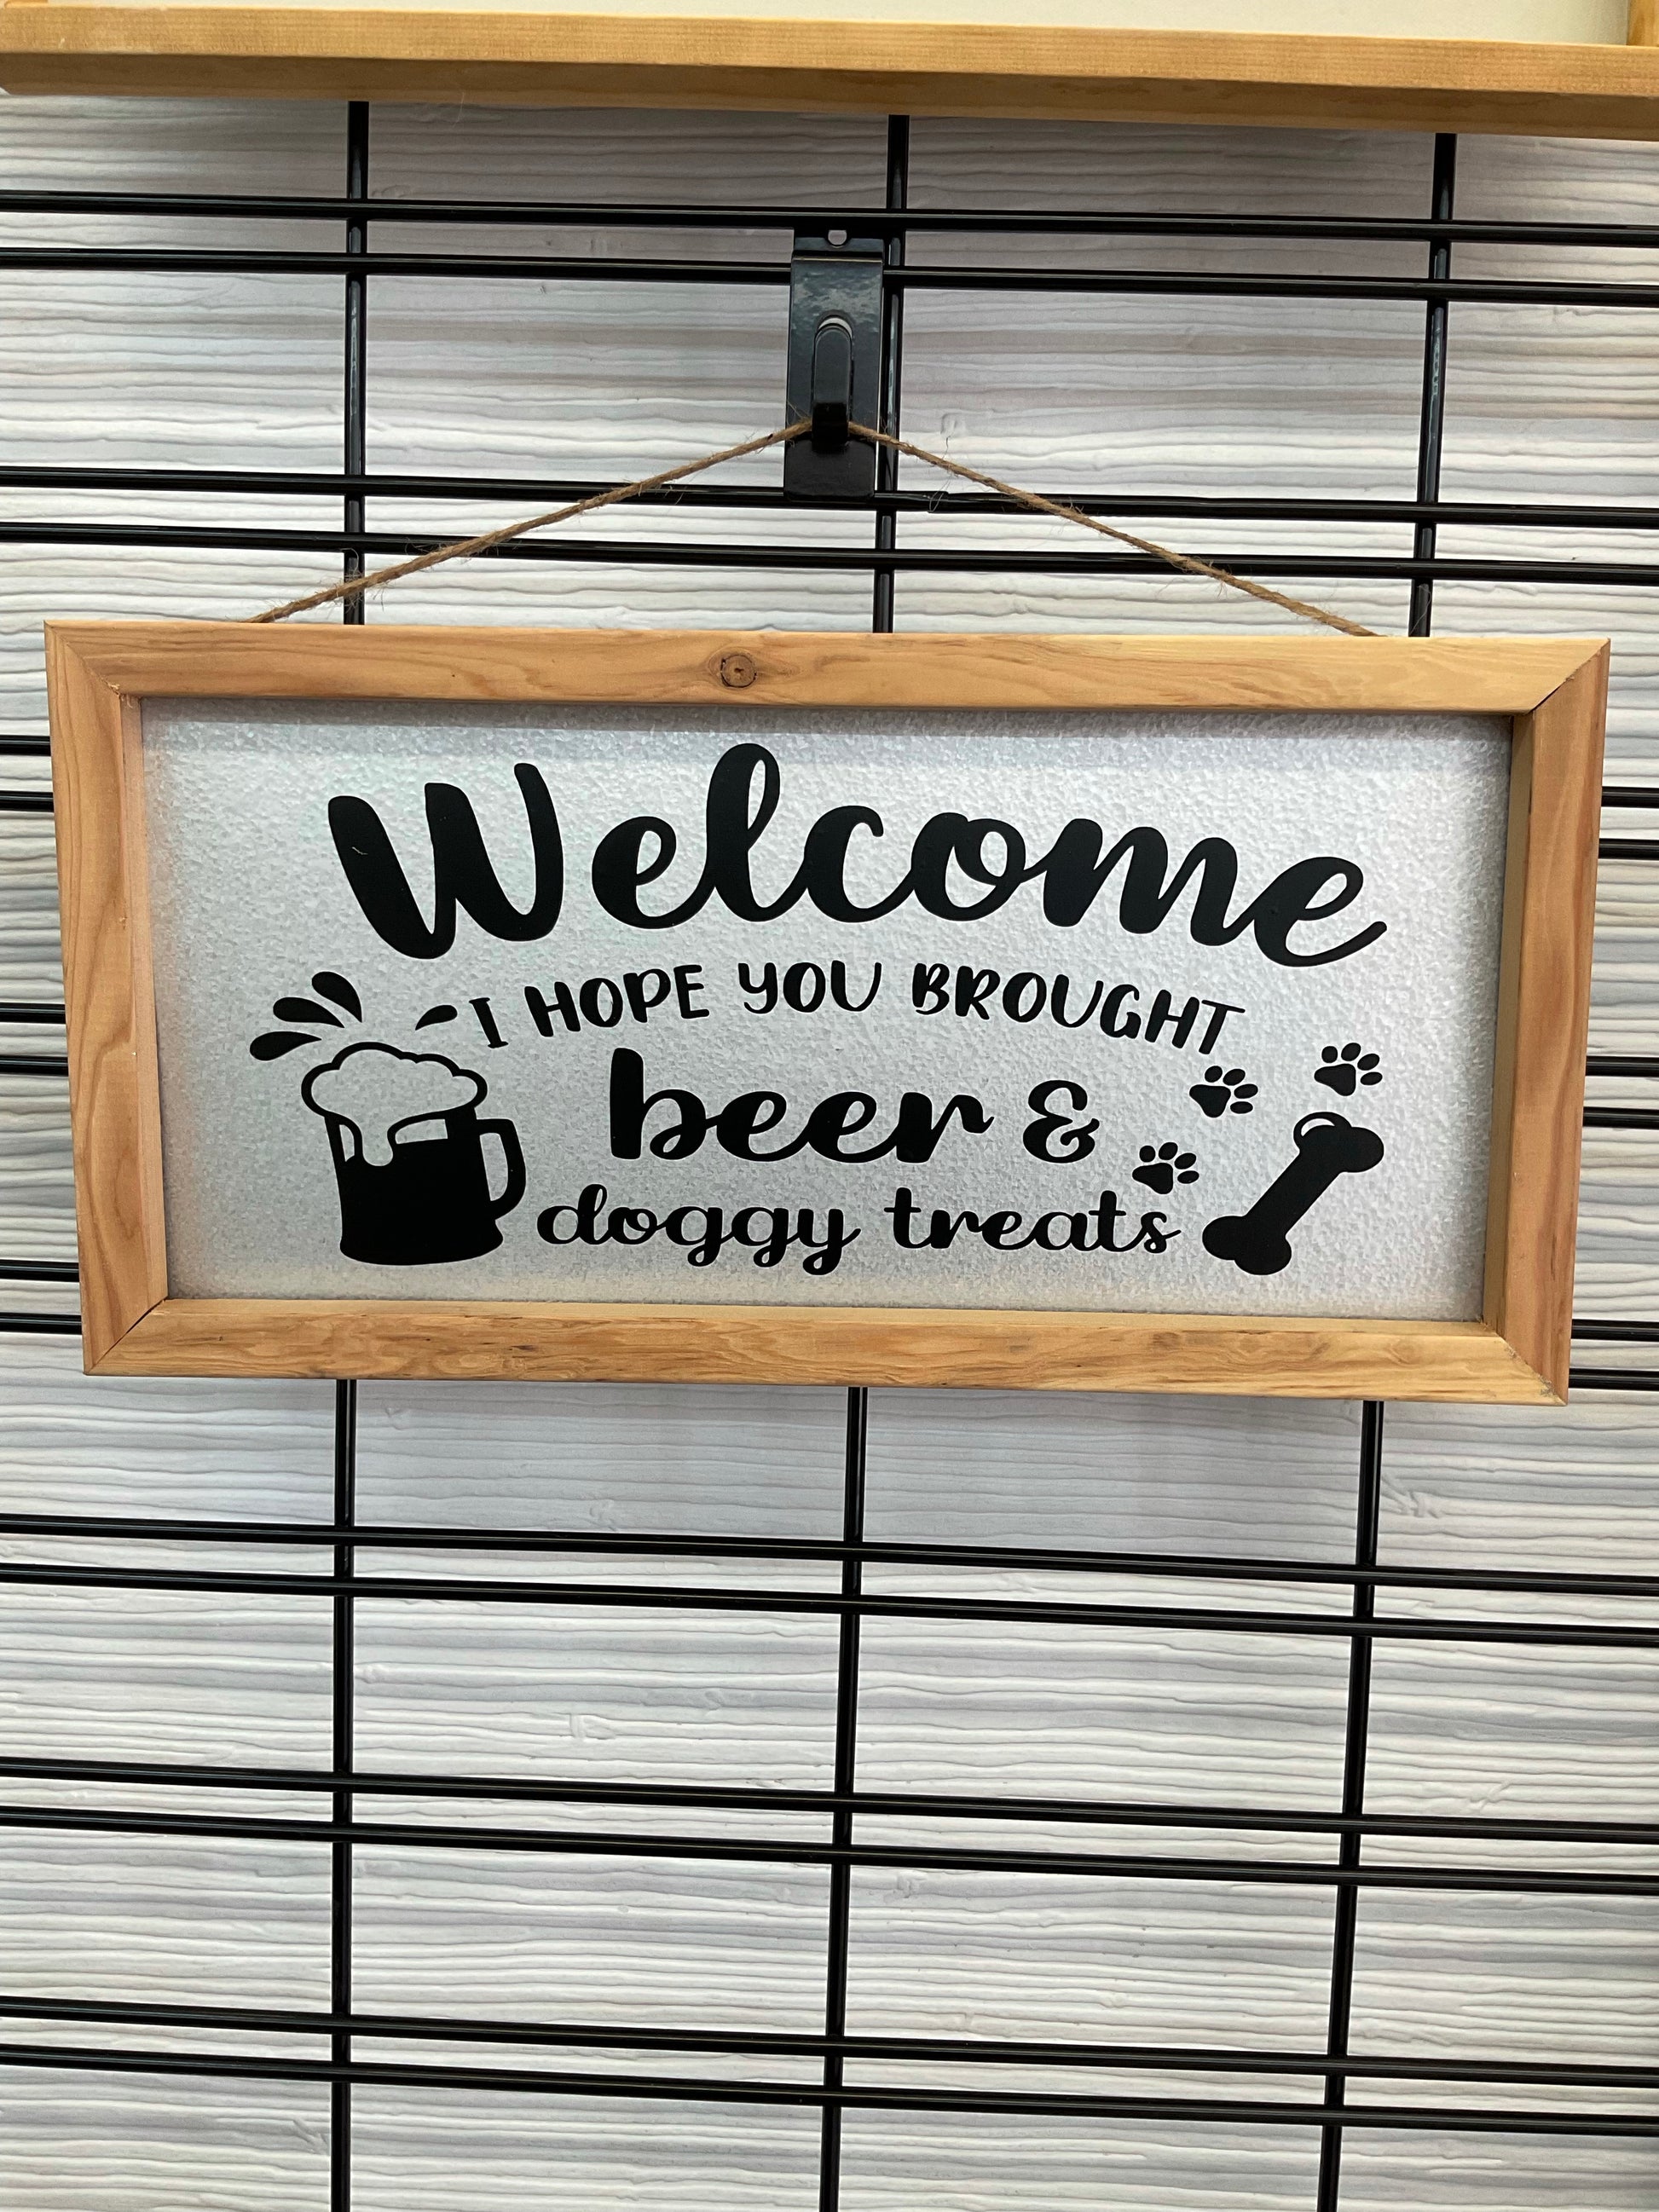 Welcome
I HOPE YOU BROUGHT
beer &
doggy treats